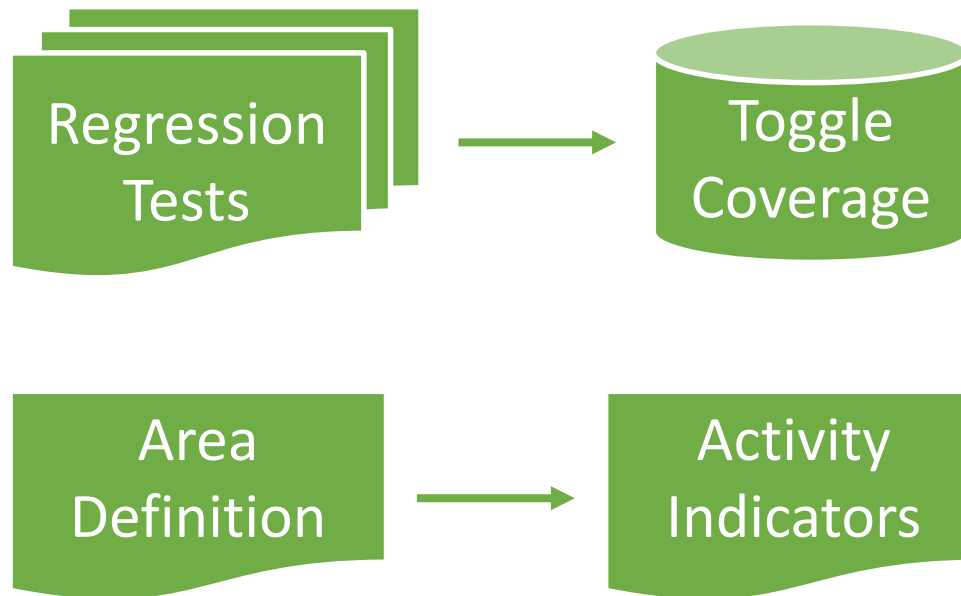 Regression
Tests
Toggle
Coverage
Area
Definition
Activity
Indicators